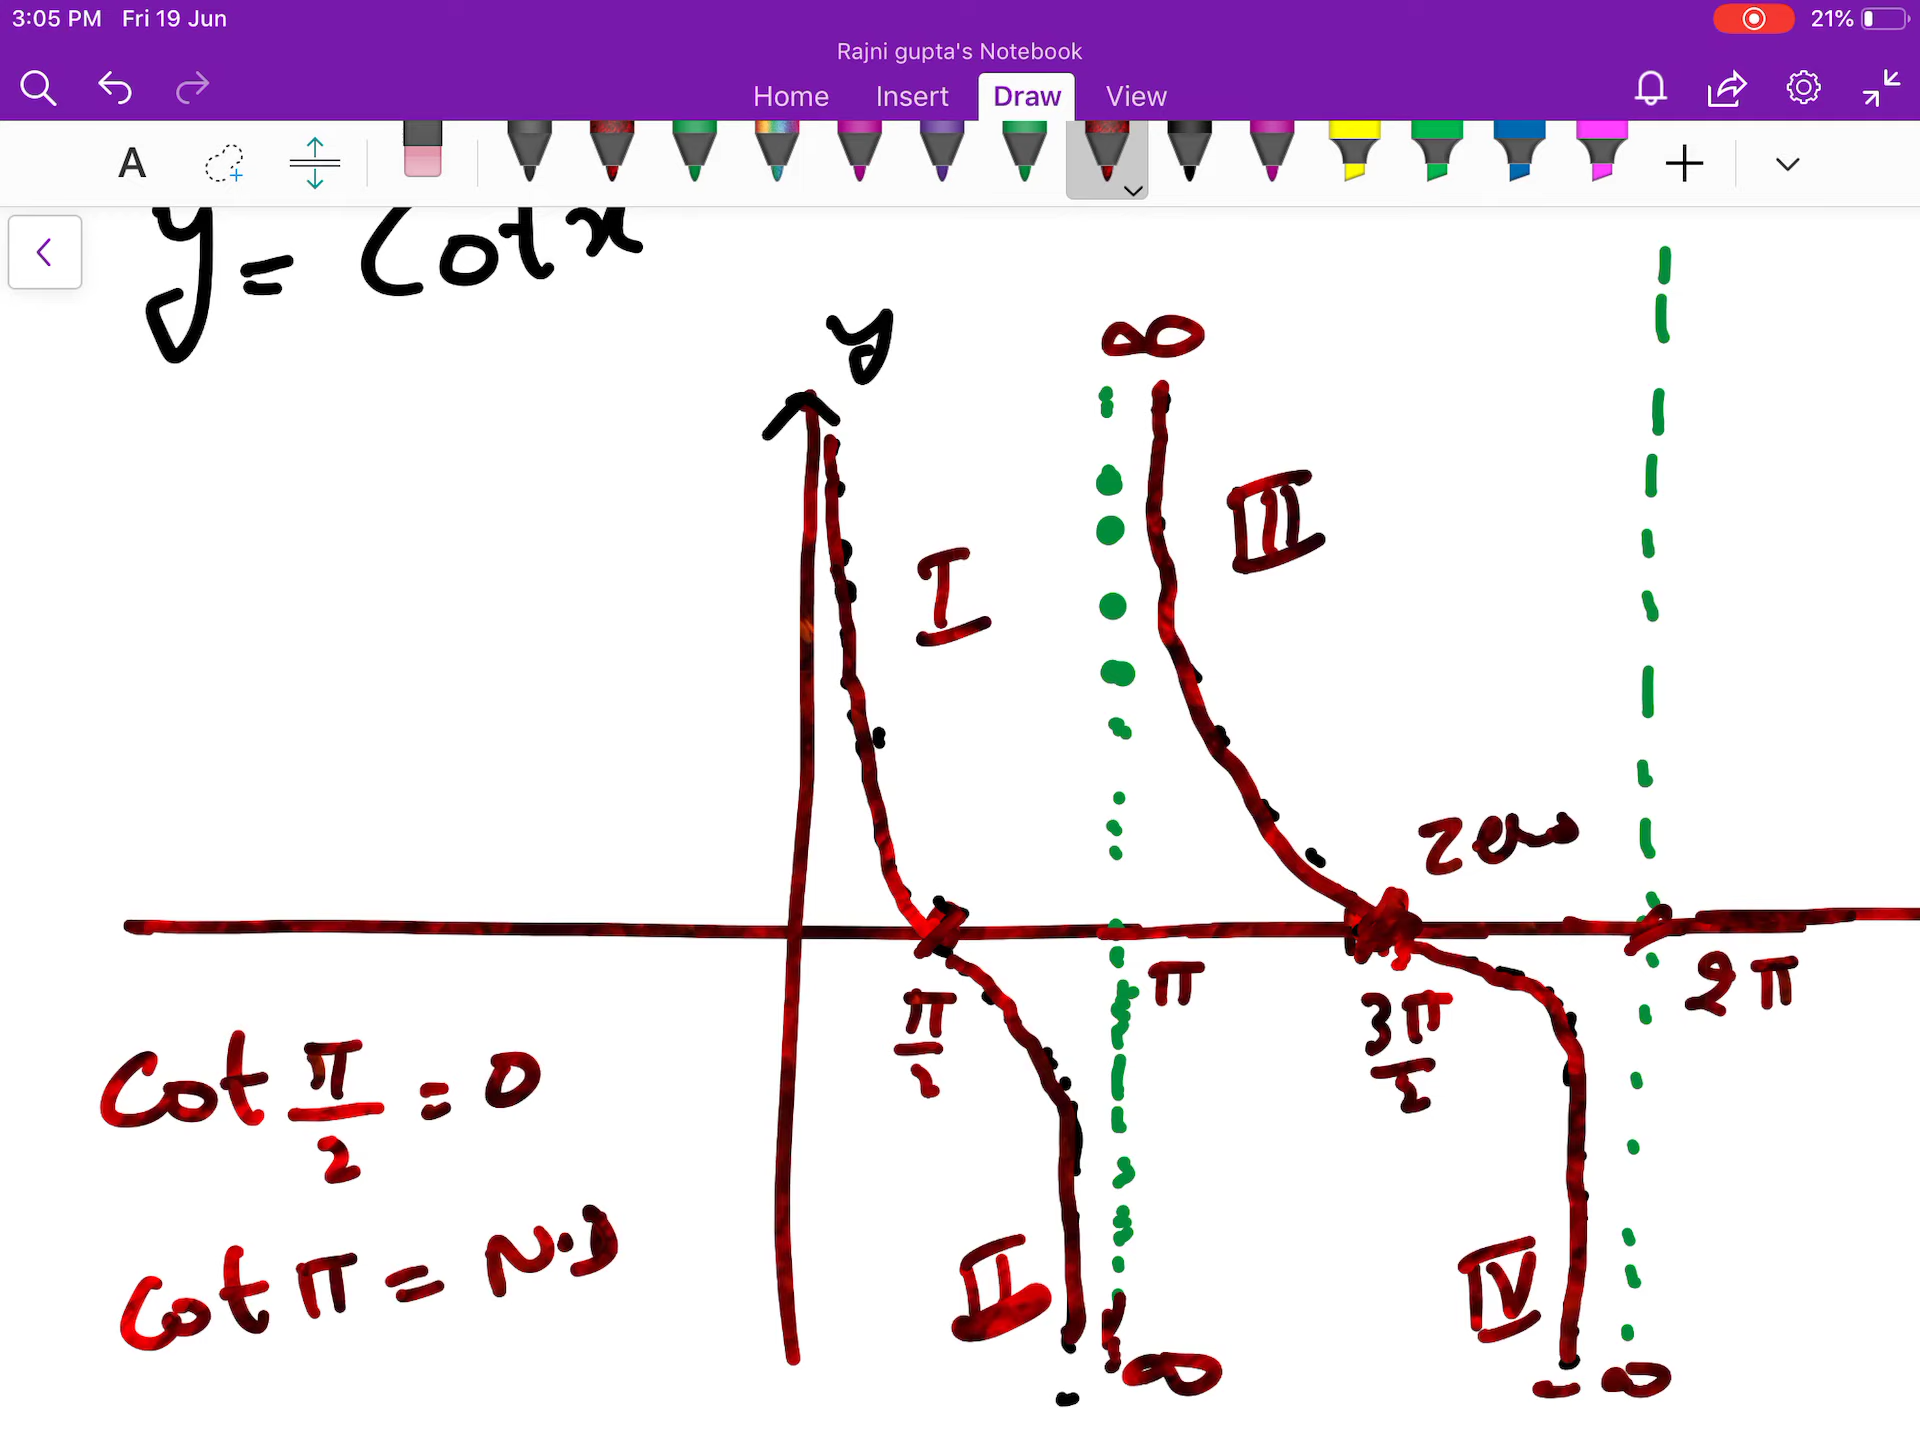 3:05 PM Fri 19 Jun
21%
Rajni gupta's Notebook
Home Insert Draw View
A
y = Cot x
y
∞
I
III
zero
π/2
π
3π/2
2π
Cot π/2 = 0
Cot π = N.D
II
IV
-∞
-∞